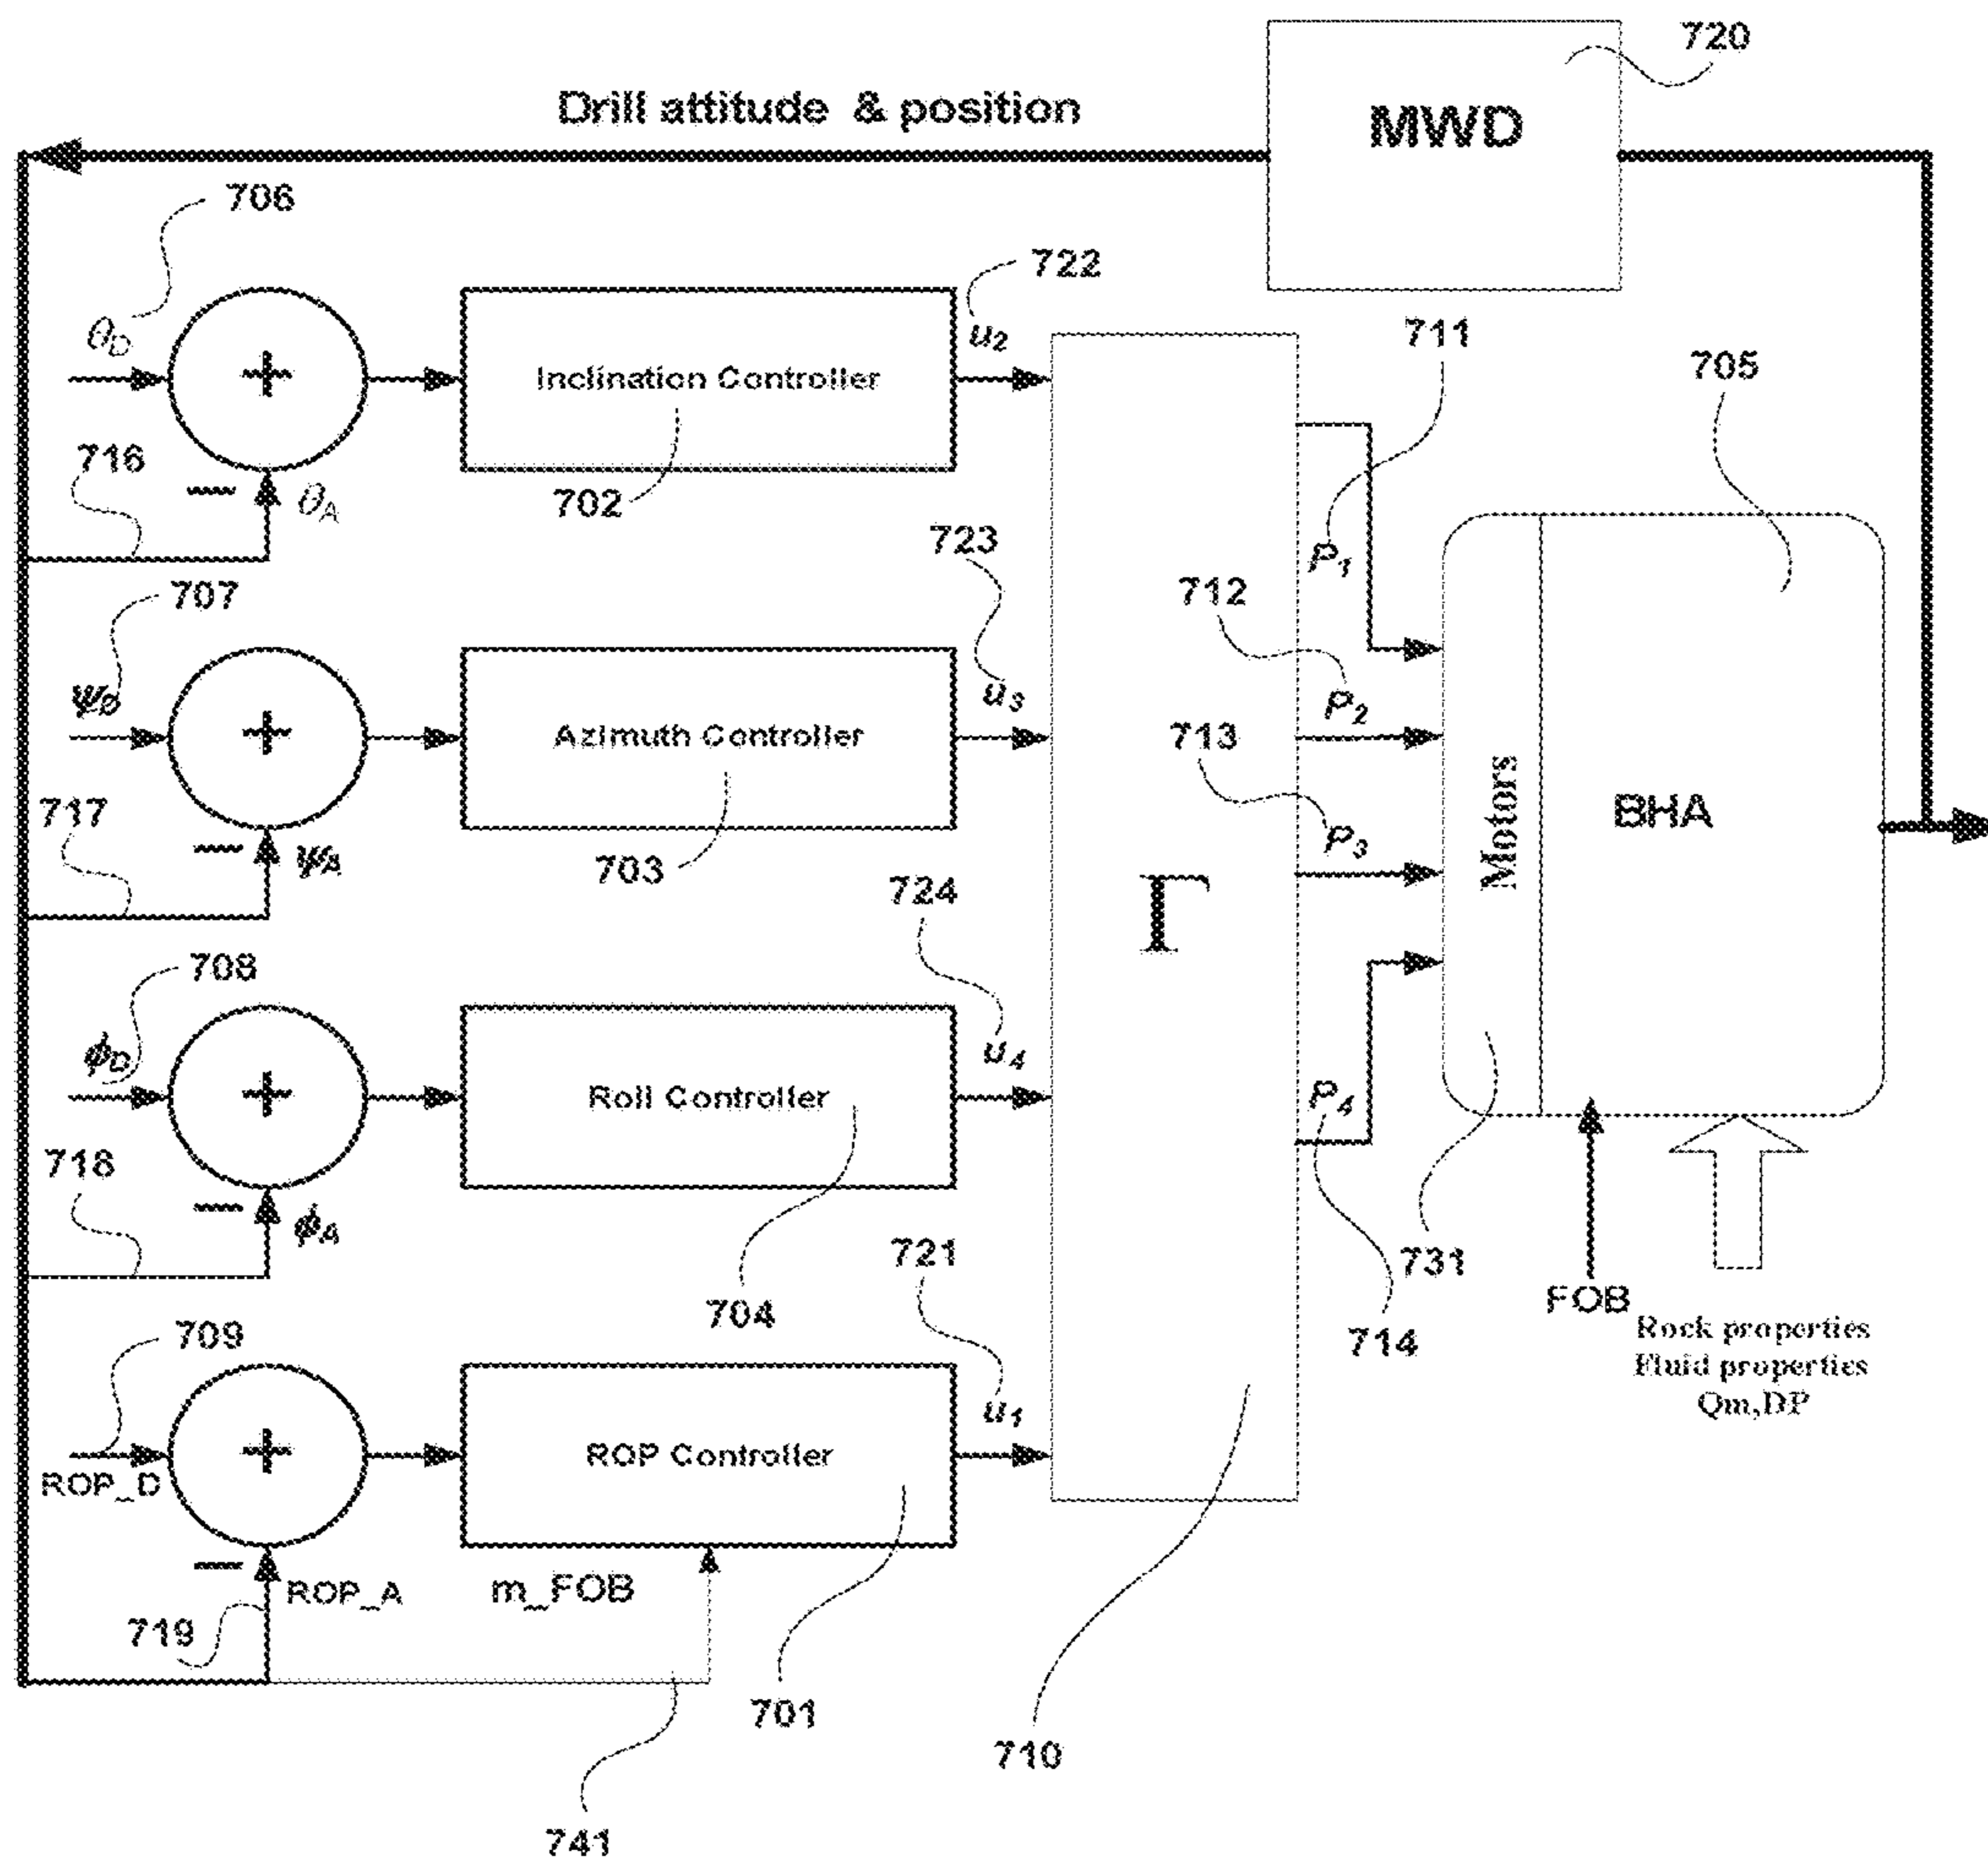 720
MWD
Drill attitude & position
706
722
θD
u2
Inclination Controller
711
705
716
θA
702
723
P1
707
712
ψD
u3
P2
Azimuth Controller
713
717
Motors
BHA
ψA
703
P3
724
Γ
708
ϕD
u4
Roll Controller
P4
718
ϕA
721
731
704
FOB
709
714
Rock properties
Fluid properties
Qm,DP
u1
ROP_D
ROP Controller
ROP_A
m_FOB
719
701
710
741